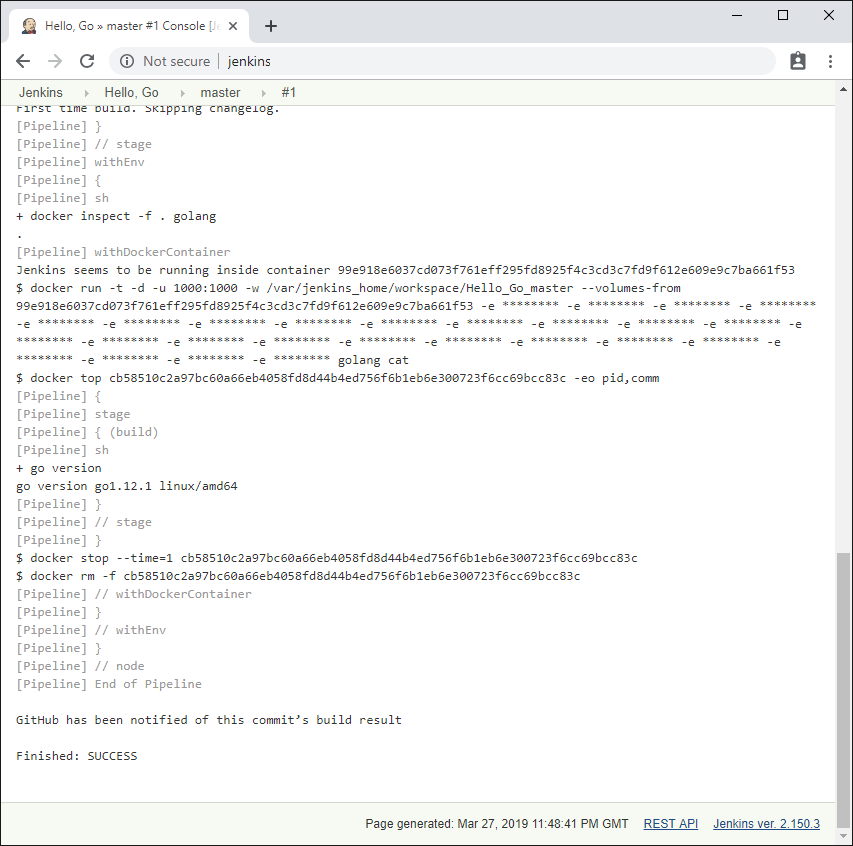 Hello, Go » master #1 Console [Je
Not secure | jenkins
Jenkins Hello, Go master #1
First time build. Skipping changelog.
[Pipeline] }
[Pipeline] // stage
[Pipeline] withEnv
[Pipeline] {
[Pipeline] sh
+ docker inspect -f . golang
.
[Pipeline] withDockerContainer
Jenkins seems to be running inside container 99e918e6037cd073f761eff295fd8925f4c3cd3c7fd9f612e609e9c7ba661f53
$ docker run -t -d -u 1000:1000 -w /var/jenkins_home/workspace/Hello_Go_master --volumes-from
99e918e6037cd073f761eff295fd8925f4c3cd3c7fd9f612e609e9c7ba661f53 -e ******** -e ******** -e ******** -e ********
-e ******** -e ******** -e ******** -e ******** -e ******** -e ******** -e ******** -e ******** -e ******** -e
******** -e ******** -e ******** -e ******** -e ******** -e ******** -e ******** -e ******** -e ******** -e
******** -e ******** -e ******** -e ******** golang cat
$ docker top cb58510c2a97bc60a66eb4058fd8d44b4ed756f6b1eb6e300723f6cc69bcc83c -eo pid,comm
[Pipeline] {
[Pipeline] stage
[Pipeline] { (build)
[Pipeline] sh
+ go version
go version go1.12.1 linux/amd64
[Pipeline] }
[Pipeline] // stage
[Pipeline] }
$ docker stop --time=1 cb58510c2a97bc60a66eb4058fd8d44b4ed756f6b1eb6e300723f6cc69bcc83c
$ docker rm -f cb58510c2a97bc60a66eb4058fd8d44b4ed756f6b1eb6e300723f6cc69bcc83c
[Pipeline] // withDockerContainer
[Pipeline] }
[Pipeline] // withEnv
[Pipeline] }
[Pipeline] // node
[Pipeline] End of Pipeline
GitHub has been notified of this commit’s build result
Finished: SUCCESS
Page generated: Mar 27, 2019 11:48:41 PM GMT REST API Jenkins ver. 2.150.3